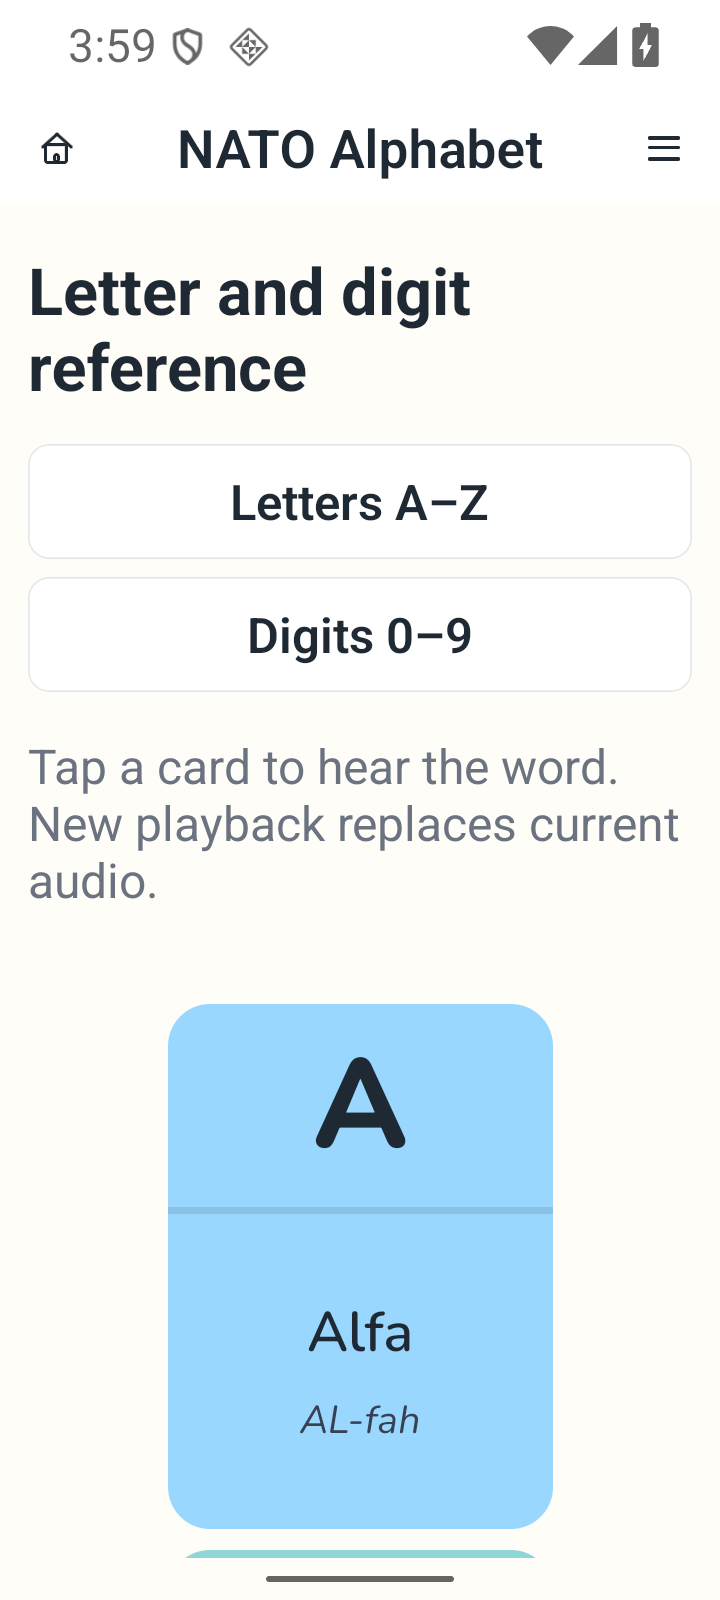 3:59
NATO Alphabet
Letter and digit
reference
Letters A–Z
Digits 0–9
Tap a card to hear the word.
New playback replaces current
audio.
A
Alfa
AL-fah